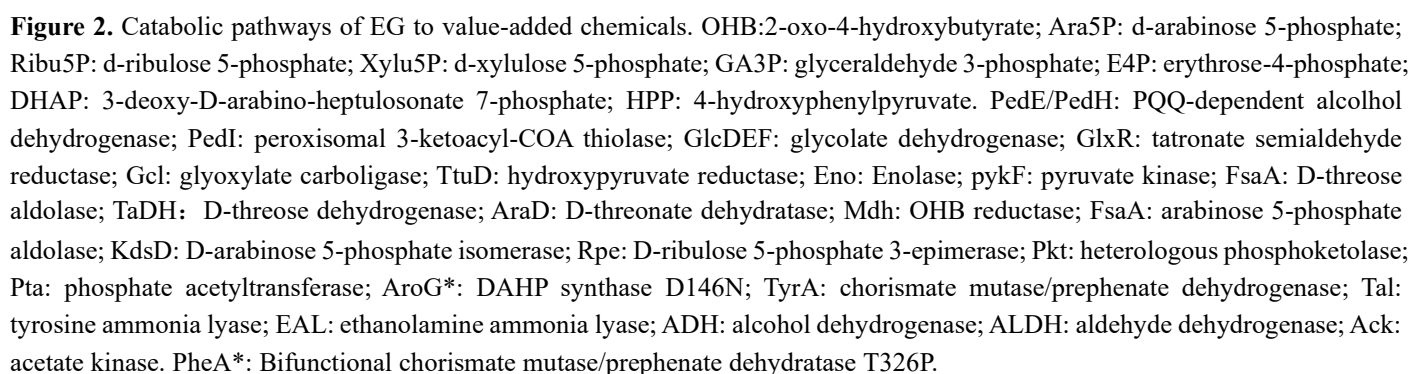 Figure 2. Catabolic pathways of EG to value-added chemicals. OHB:2-oxo-4-hydroxybutyrate; Ara5P: d-arabinose 5-phosphate;
Ribu5P: d-ribulose 5-phosphate; Xylu5P: d-xylulose 5-phosphate; GA3P: glyceraldehyde 3-phosphate; E4P: erythrose-4-phosphate;
DHAP: 3-deoxy-D-arabino-heptulosonate 7-phosphate; HPP: 4-hydroxyphenylpyruvate. PedE/PedH: PQQ-dependent alcolhol
dehydrogenase; PedI: peroxisomal 3-ketoacyl-COA thiolase; GlcDEF: glycolate dehydrogenase; GlxR: tatronate semialdehyde
reductase; Gcl: glyoxylate carboligase; TtuD: hydroxypyruvate reductase; Eno: Enolase; pykF: pyruvate kinase; FsaA: D-threose
aldolase; TaDH： D-threose dehydrogenase; AraD: D-threonate dehydratase; Mdh: OHB reductase; FsaA: arabinose 5-phosphate
aldolase; KdsD: D-arabinose 5-phosphate isomerase; Rpe: D-ribulose 5-phosphate 3-epimerase; Pkt: heterologous phosphoketolase;
Pta: phosphate acetyltransferase; AroG*: DAHP synthase D146N; TyrA: chorismate mutase/prephenate dehydrogenase; Tal:
tyrosine ammonia lyase; EAL: ethanolamine ammonia lyase; ADH: alcohol dehydrogenase; ALDH: aldehyde dehydrogenase; Ack:
acetate kinase. PheA*: Bifunctional chorismate mutase/prephenate dehydratase T326P.